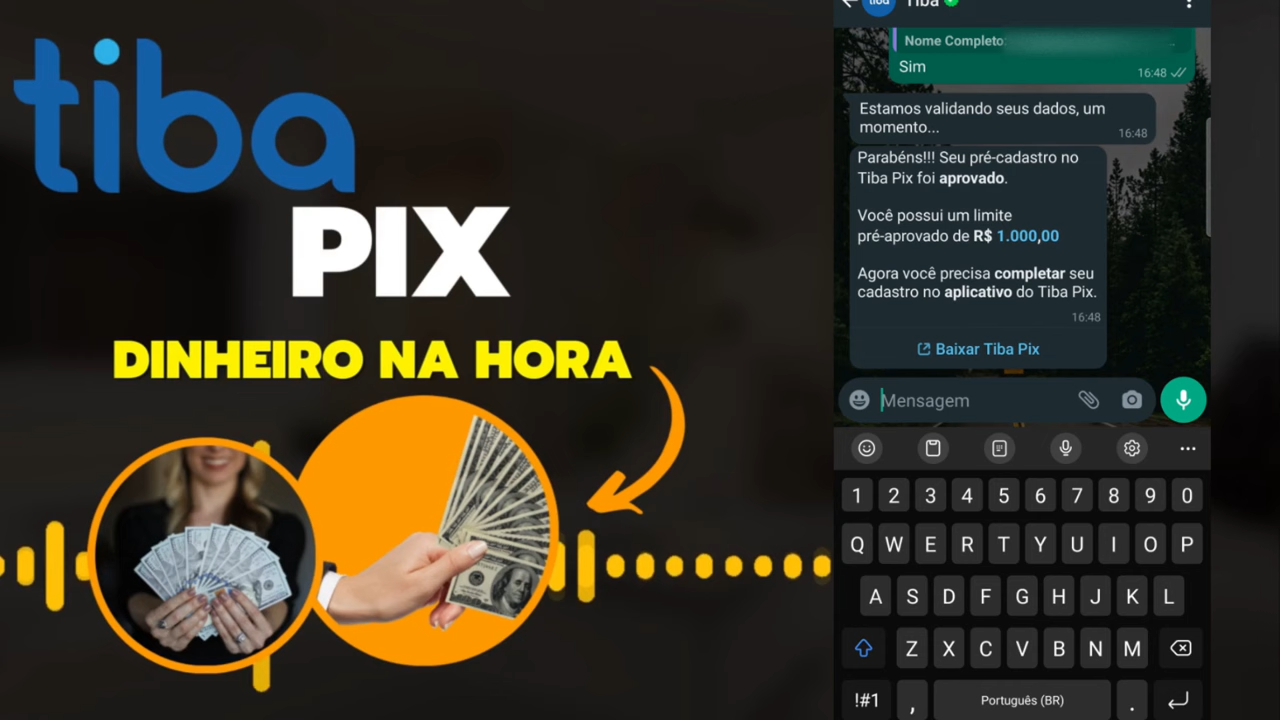 tiba
PIX
DINHEIRO NA HORA
tiba
Tiba
Nome Completo:
Sim
16:48
Estamos validando seus dados, um
momento...
16:48
Parabéns!!! Seu pré-cadastro no
Tiba Pix foi aprovado.
Você possui um limite
pré-aprovado de R$ 1.000,00
Agora você precisa completar seu
cadastro no aplicativo do Tiba Pix.
16:48
Baixar Tiba Pix
Mensagem
1 2 3 4 5 6 7 8 9 0
Q W E R T Y U I O P
A S D F G H J K L
Z X C V B N M
!#1 , Português (BR) .